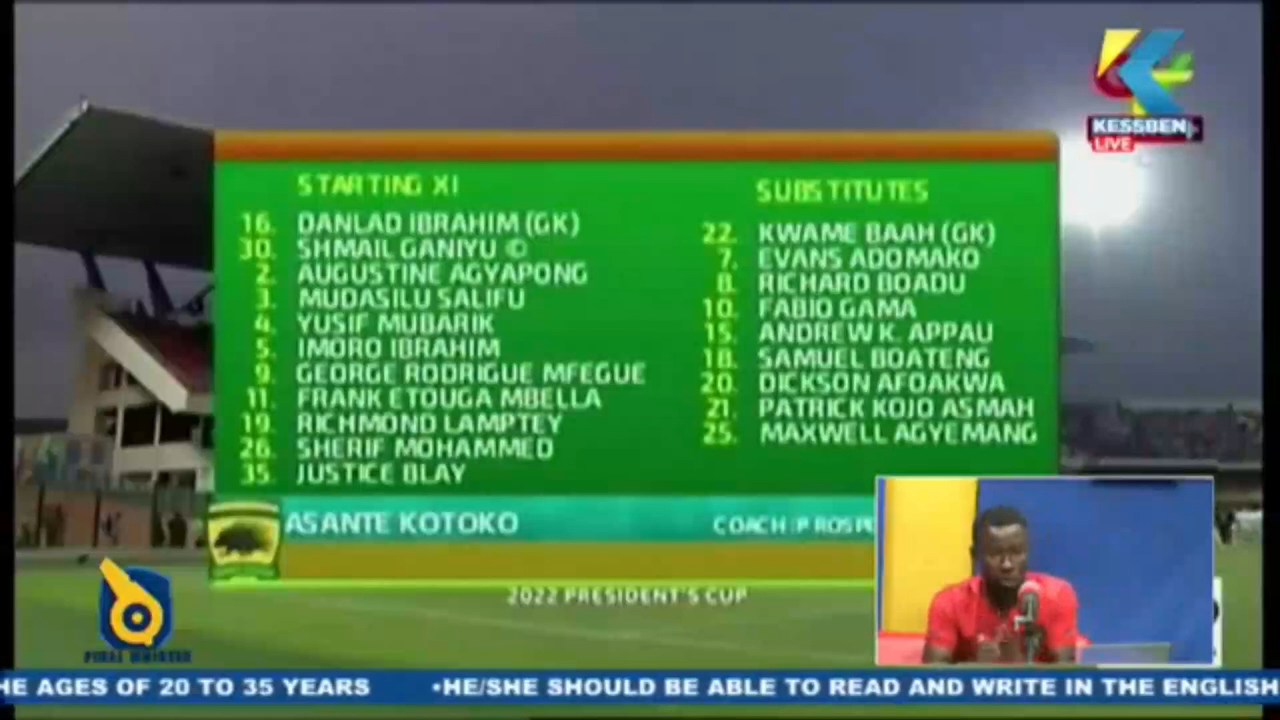 KESSBEN
LIVE
STARTING XI
16. DANLAD IBRAHIM (GK)
30. SHMAIL GANIYU ©
2. AUGUSTINE AGYAPONG
3. MUDASILU SALIFU
4. YUSIF MUBARIK
5. IMORO IBRAHIM
9. GEORGE RODRIGUE MFEGUE
11. FRANK ETOUGA MBELLA
19. RICHMOND LAMPTEY
26. SHERIF MOHAMMED
35. JUSTICE BLAY
SUBSTITUTES
22. KWAME BAAH (GK)
7. EVANS ADOMAKO
8. RICHARD BOADU
10. FABIO GAMA
15. ANDREW K. APPAU
18. SAMUEL BOATENG
20. DICKSON AFOAKWA
21. PATRICK KOJO ASMAH
25. MAXWELL AGYEMANG
ASANTE KOTOKO
COACH:PROSPE
2022 PRESIDENT'S CUP
HE AGES OF 20 TO 35 YEARS •HE/SHE SHOULD BE ABLE TO READ AND WRITE IN THE ENGLISH